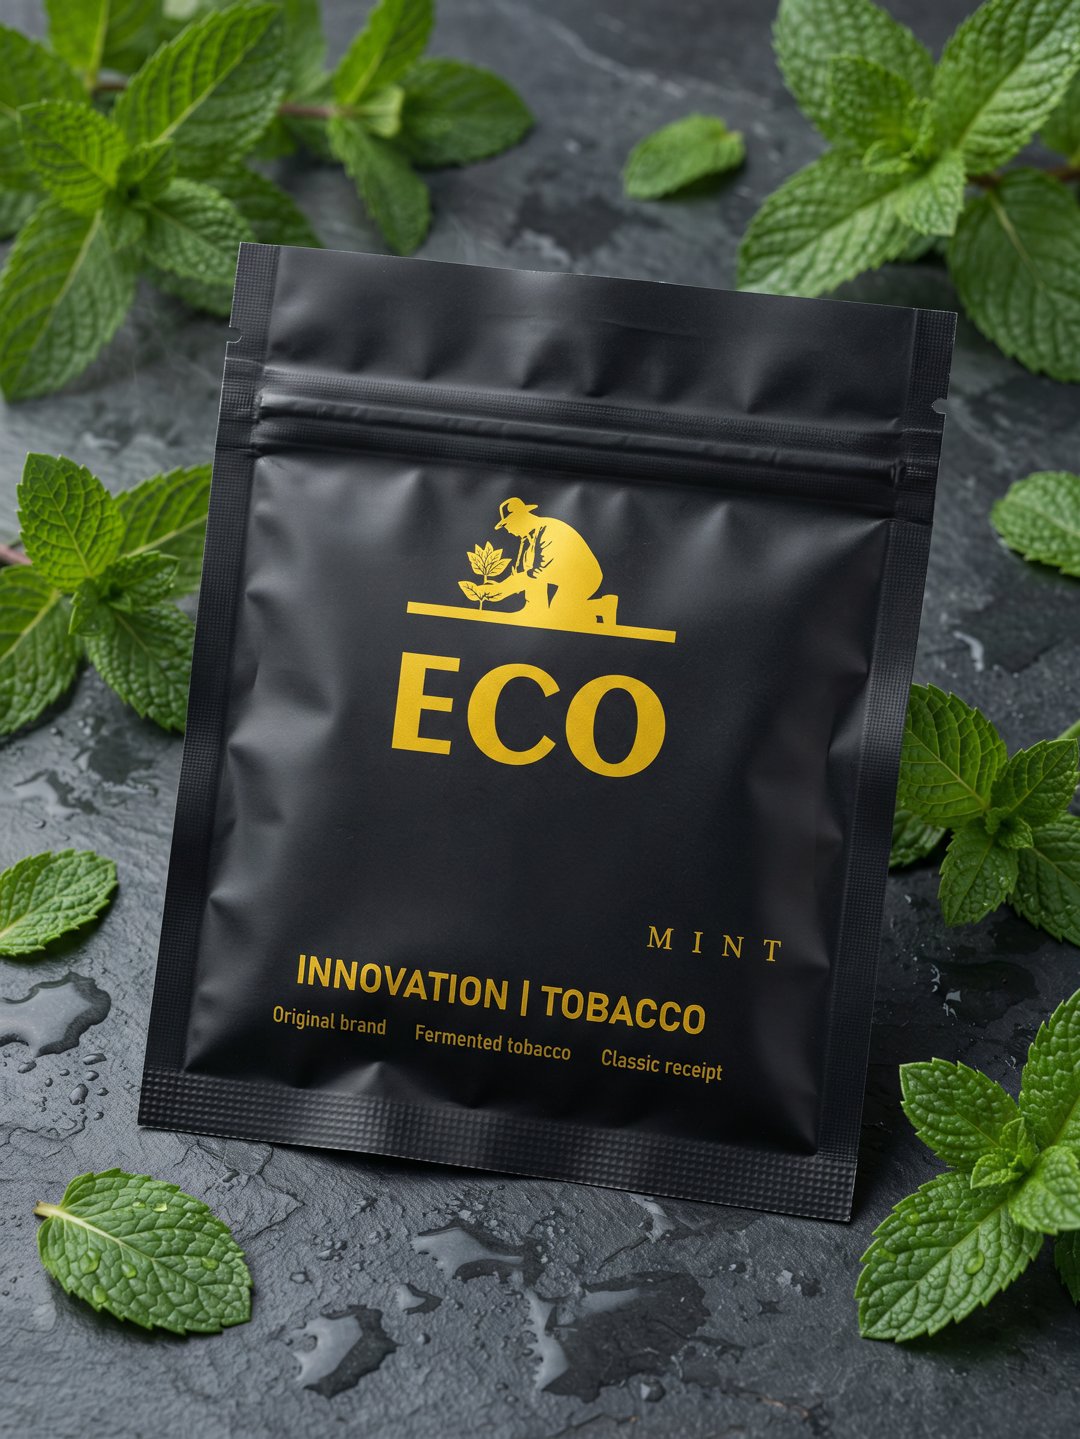 ECO
MINT
INNOVATION | TOBACCO
Original brand Fermented tobacco Classic receipt